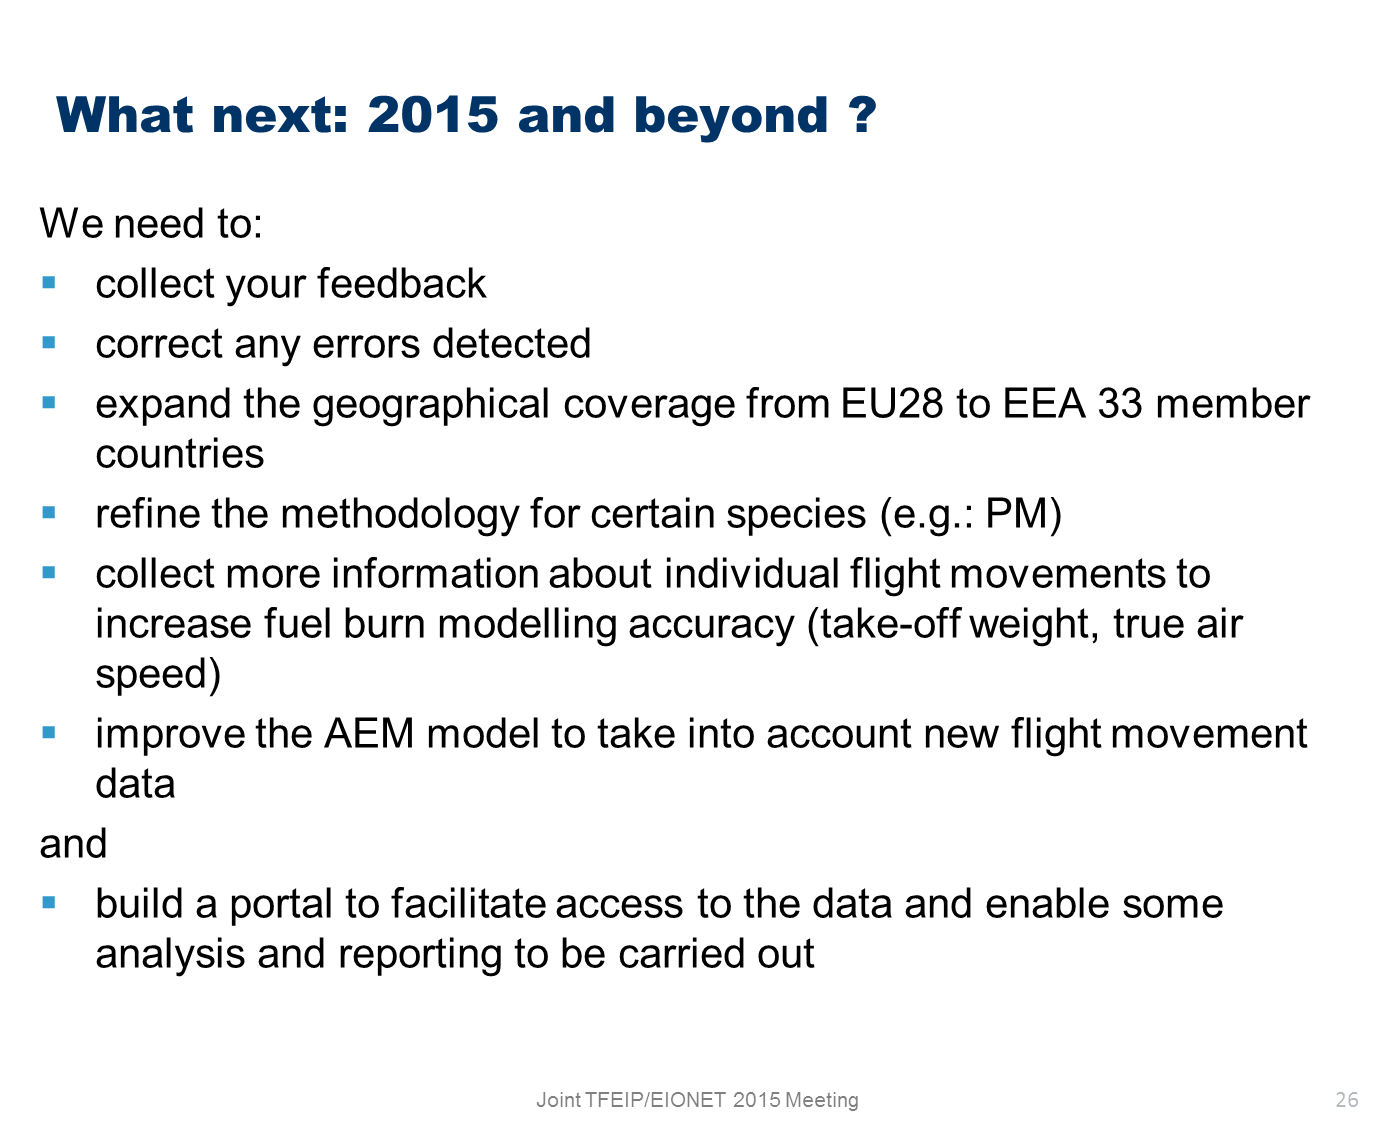 What next: 2015 and beyond ?
We need to:
▪ collect your feedback
▪ correct any errors detected
▪ expand the geographical coverage from EU28 to EEA 33 member
countries
▪ refine the methodology for certain species (e.g.: PM)
▪ collect more information about individual flight movements to
increase fuel burn modelling accuracy (take-off weight, true air
speed)
▪ improve the AEM model to take into account new flight movement
data
and
▪ build a portal to facilitate access to the data and enable some
analysis and reporting to be carried out
Joint TFEIP/EIONET 2015 Meeting
26